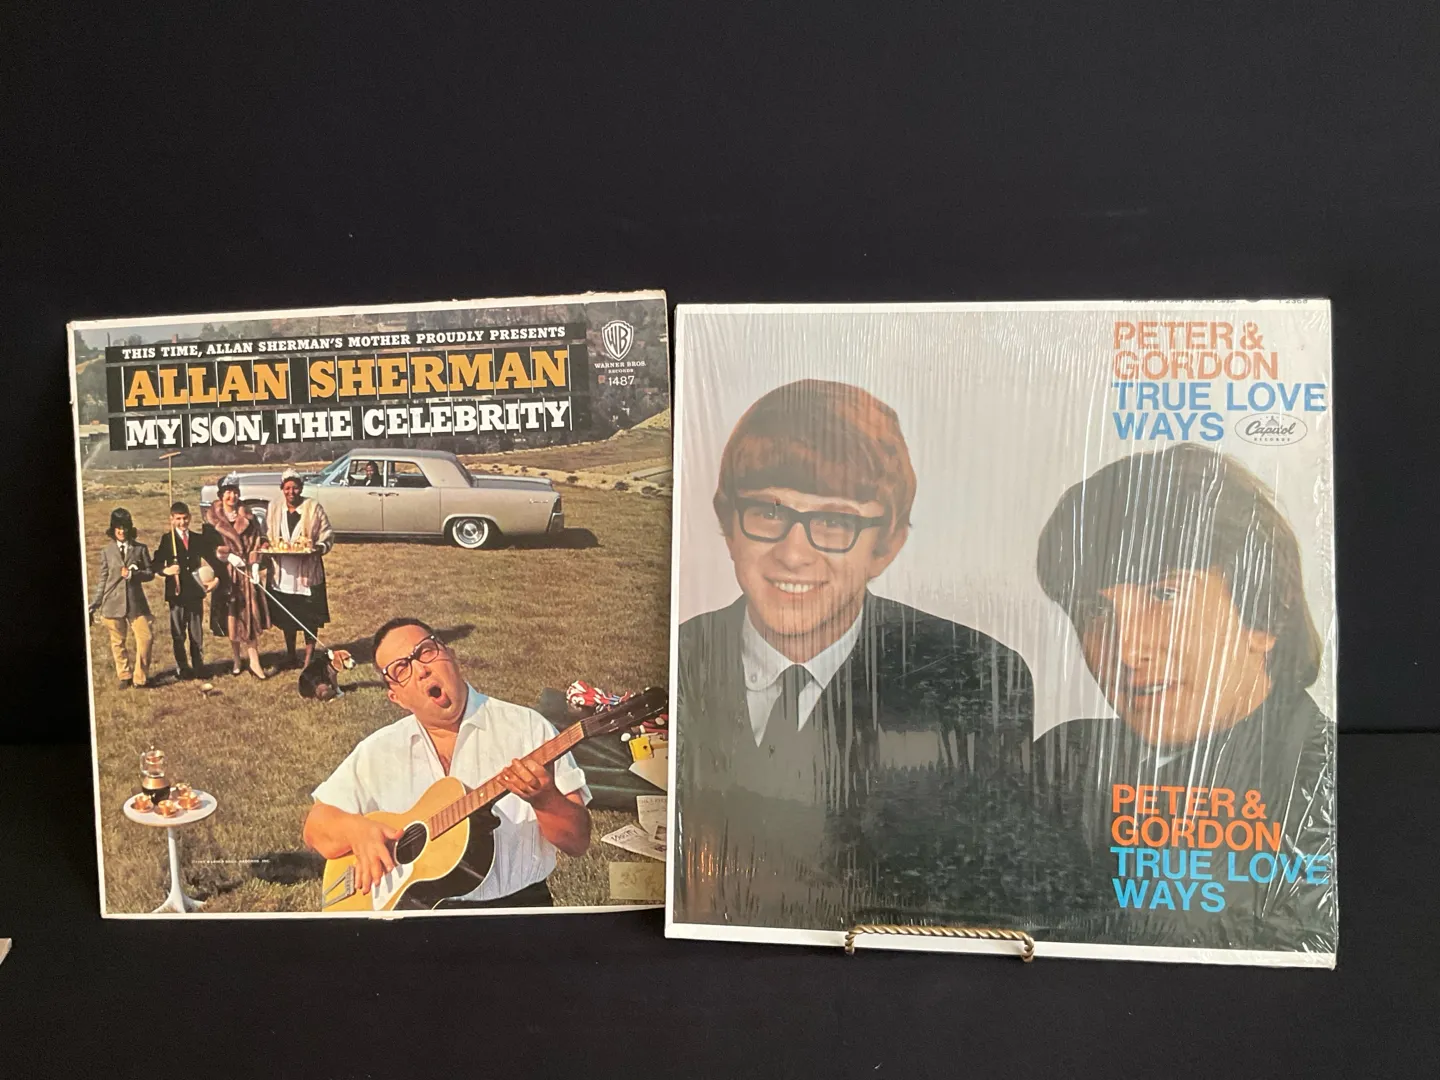 THIS TIME, ALLAN SHERMAN'S MOTHER PROUDLY PRESENTS
ALLAN SHERMAN
MY SON, THE CELEBRITY
WB
WARNER BROS.
RECORDS
1487
PETER &
GORDON
TRUE LOVE
WAYS
Capitol
RECORDS
PETER &
GORDON
TRUE LOVE
WAYS